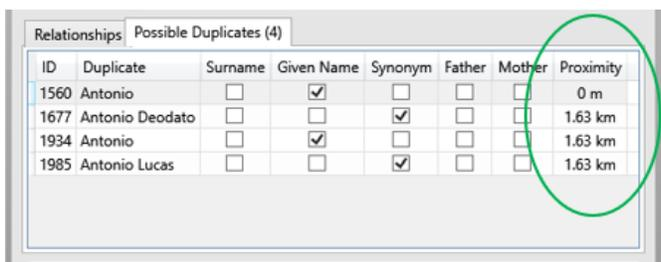 Relationships Possible Duplicates (4)
ID Duplicate Surname Given Name Synonym Father Mother Proximity
1560 Antonio 0 m
1677 Antonio Deodato 1.63 km
1934 Antonio 1.63 km
1985 Antonio Lucas 1.63 km